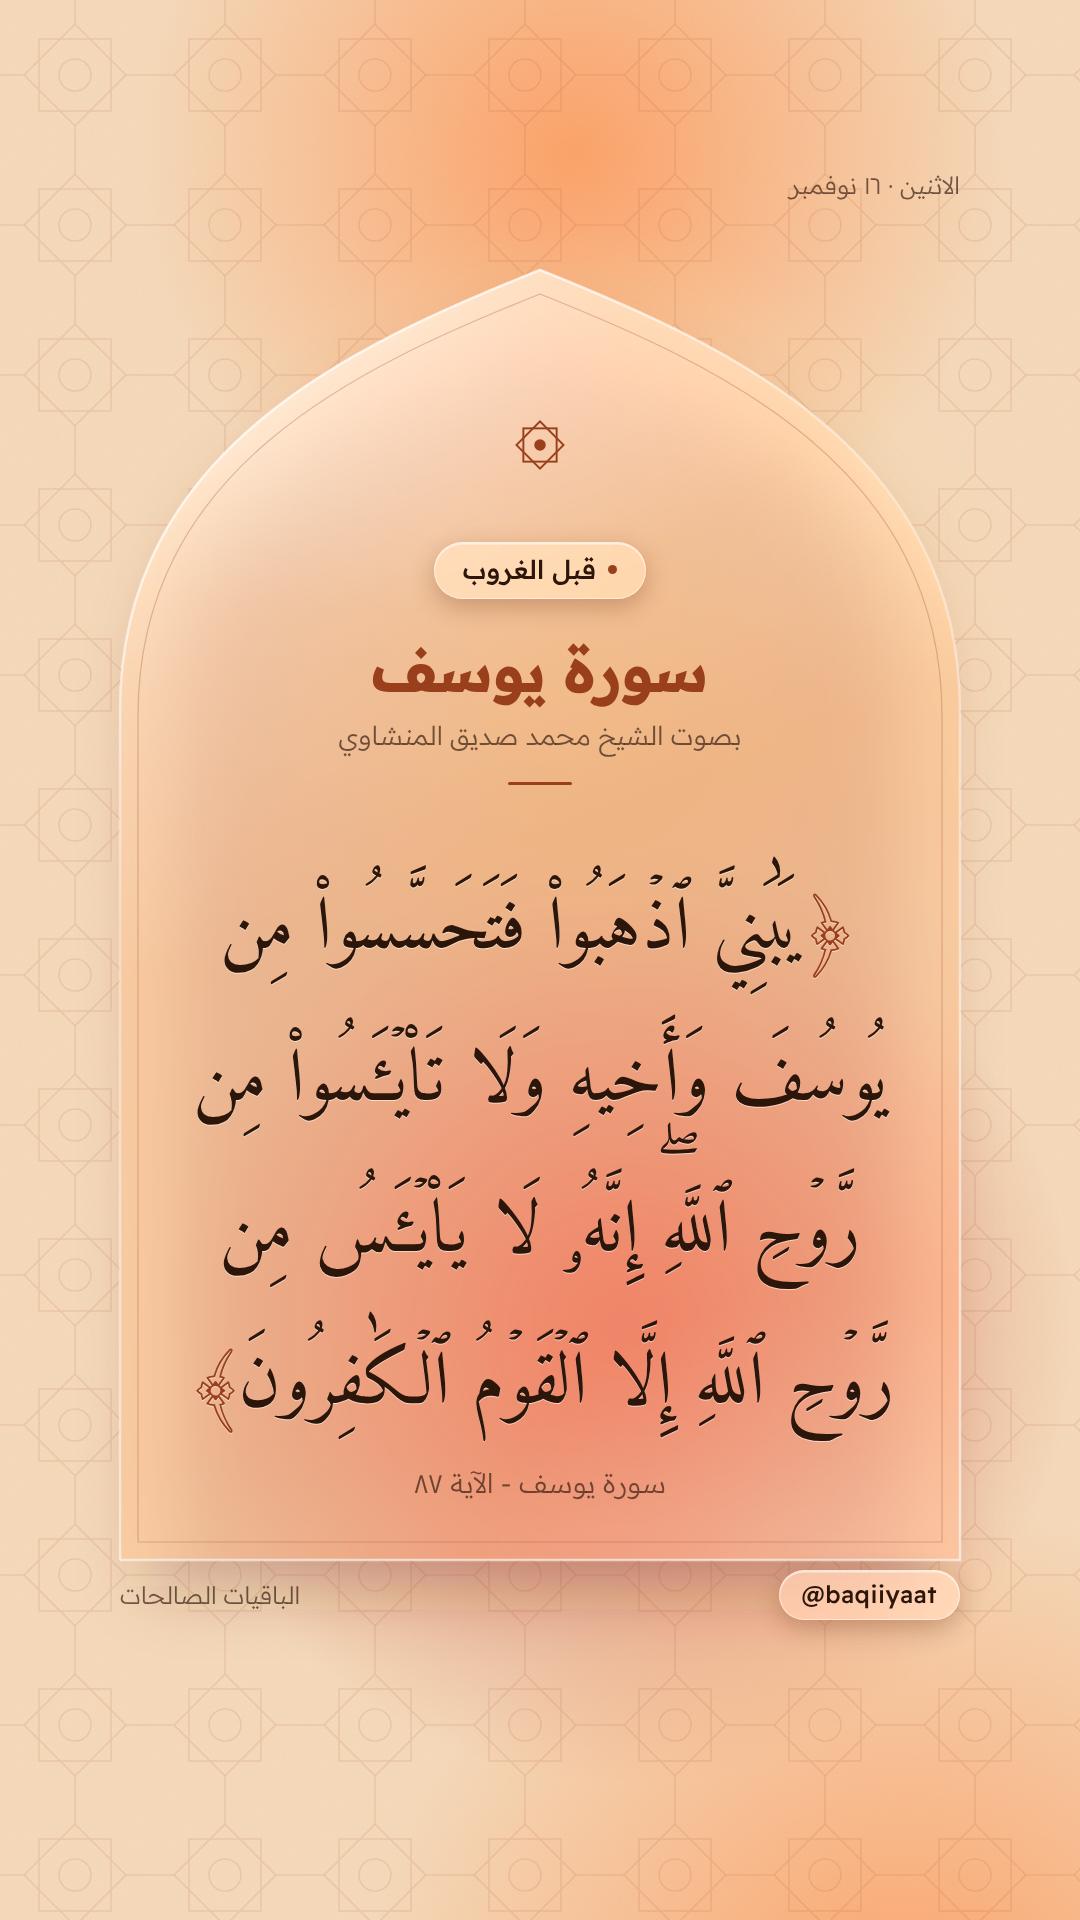 الاثنين · ١٦ نوفمبر
قبل الغروب
سورة يوسف
بصوت الشيخ محمد صديق المنشاوي
﴿يَٰبَنِيَّ ٱذۡهَبُواْ فَتَحَسَّسُواْ مِن
يُوسُفَ وَأَخِيهِ وَلَا تَاْيۡـَٔسُواْ مِن
رَّوۡحِ ٱللَّهِۖ إِنَّهُۥ لَا يَاْيۡـَٔسُ مِن
رَّوۡحِ ٱللَّهِ إِلَّا ٱلۡقَوۡمُ ٱلۡكَٰفِرُونَ﴾
سورة يوسف - الآية ٨٧
@baqiiyaat
الباقيات الصالحات